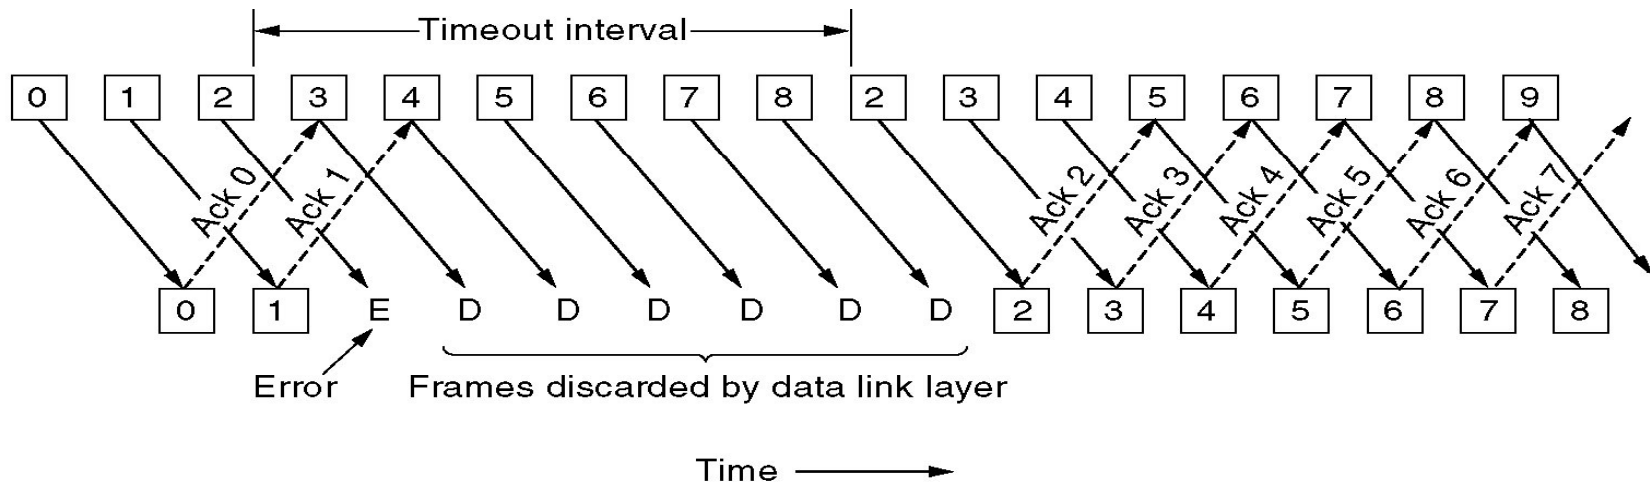 Timeout interval
0 1 2 3 4 5 6 7 8 2 3 4 5 6 7 8 9
Ack 0 Ack 1 Ack 2 Ack 3 Ack 4 Ack 5 Ack 6 Ack 7
0 1 E D D D D D D 2 3 4 5 6 7 8
Error Frames discarded by data link layer
Time